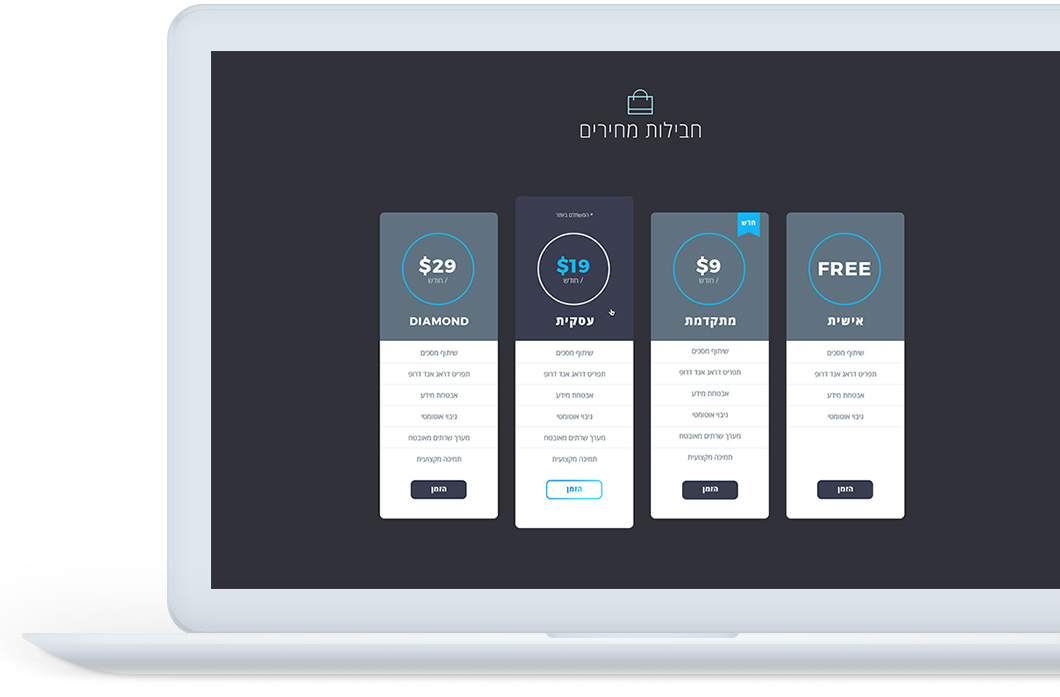 חבילות מחירים
חדש
FREE
אישית
שיתוף מסכים
תפריט דראג אנד דרופ
אבטחת מידע
גיבוי אוטומטי
הזמן
$9
/ חודש
מתקדמת
שיתוף מסכים
תפריט דראג אנד דרופ
אבטחת מידע
גיבוי אוטומטי
מערך שרתים מאובטח
תמיכה מקצועית
הזמן
* המשתלם ביותר
$19
/ חודש
עסקית
שיתוף מסכים
תפריט דראג אנד דרופ
אבטחת מידע
גיבוי אוטומטי
מערך שרתים מאובטח
תמיכה מקצועית
הזמן
$29
/ חודש
DIAMOND
שיתוף מסכים
תפריט דראג אנד דרופ
אבטחת מידע
גיבוי אוטומטי
מערך שרתים מאובטח
תמיכה מקצועית
הזמן